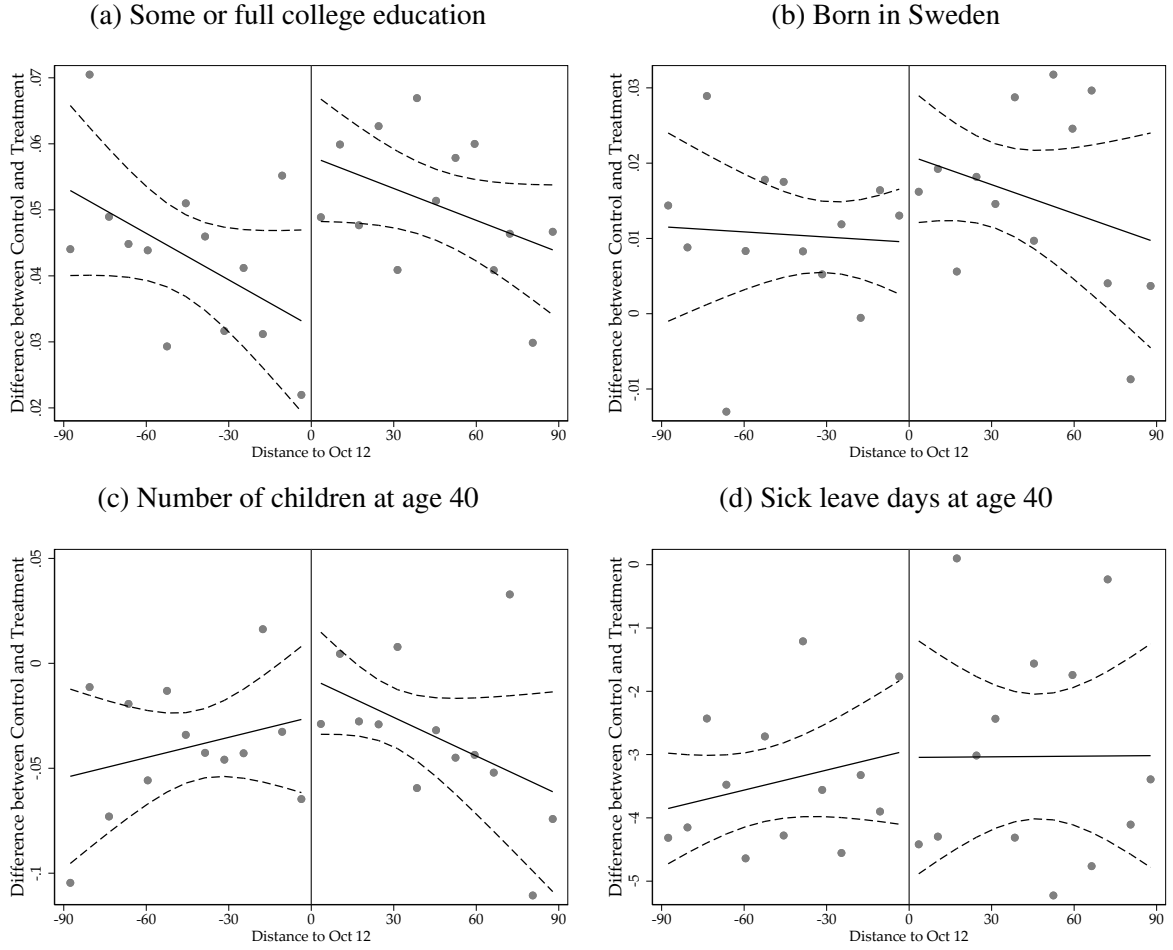 (a) Some or full college education
Difference between Control and Treatment
.07
.06
.05
.04
.03
.02
-90 -60 -30 0 30 60 90
Distance to Oct 12
(b) Born in Sweden
Difference between Control and Treatment
.03
.02
.01
0
-.01
-90 -60 -30 0 30 60 90
Distance to Oct 12
(c) Number of children at age 40
Difference between Control and Treatment
.05
0
-.05
-.1
-90 -60 -30 0 30 60 90
Distance to Oct 12
(d) Sick leave days at age 40
Difference between Control and Treatment
0
-1
-2
-3
-4
-5
-90 -60 -30 0 30 60 90
Distance to Oct 12